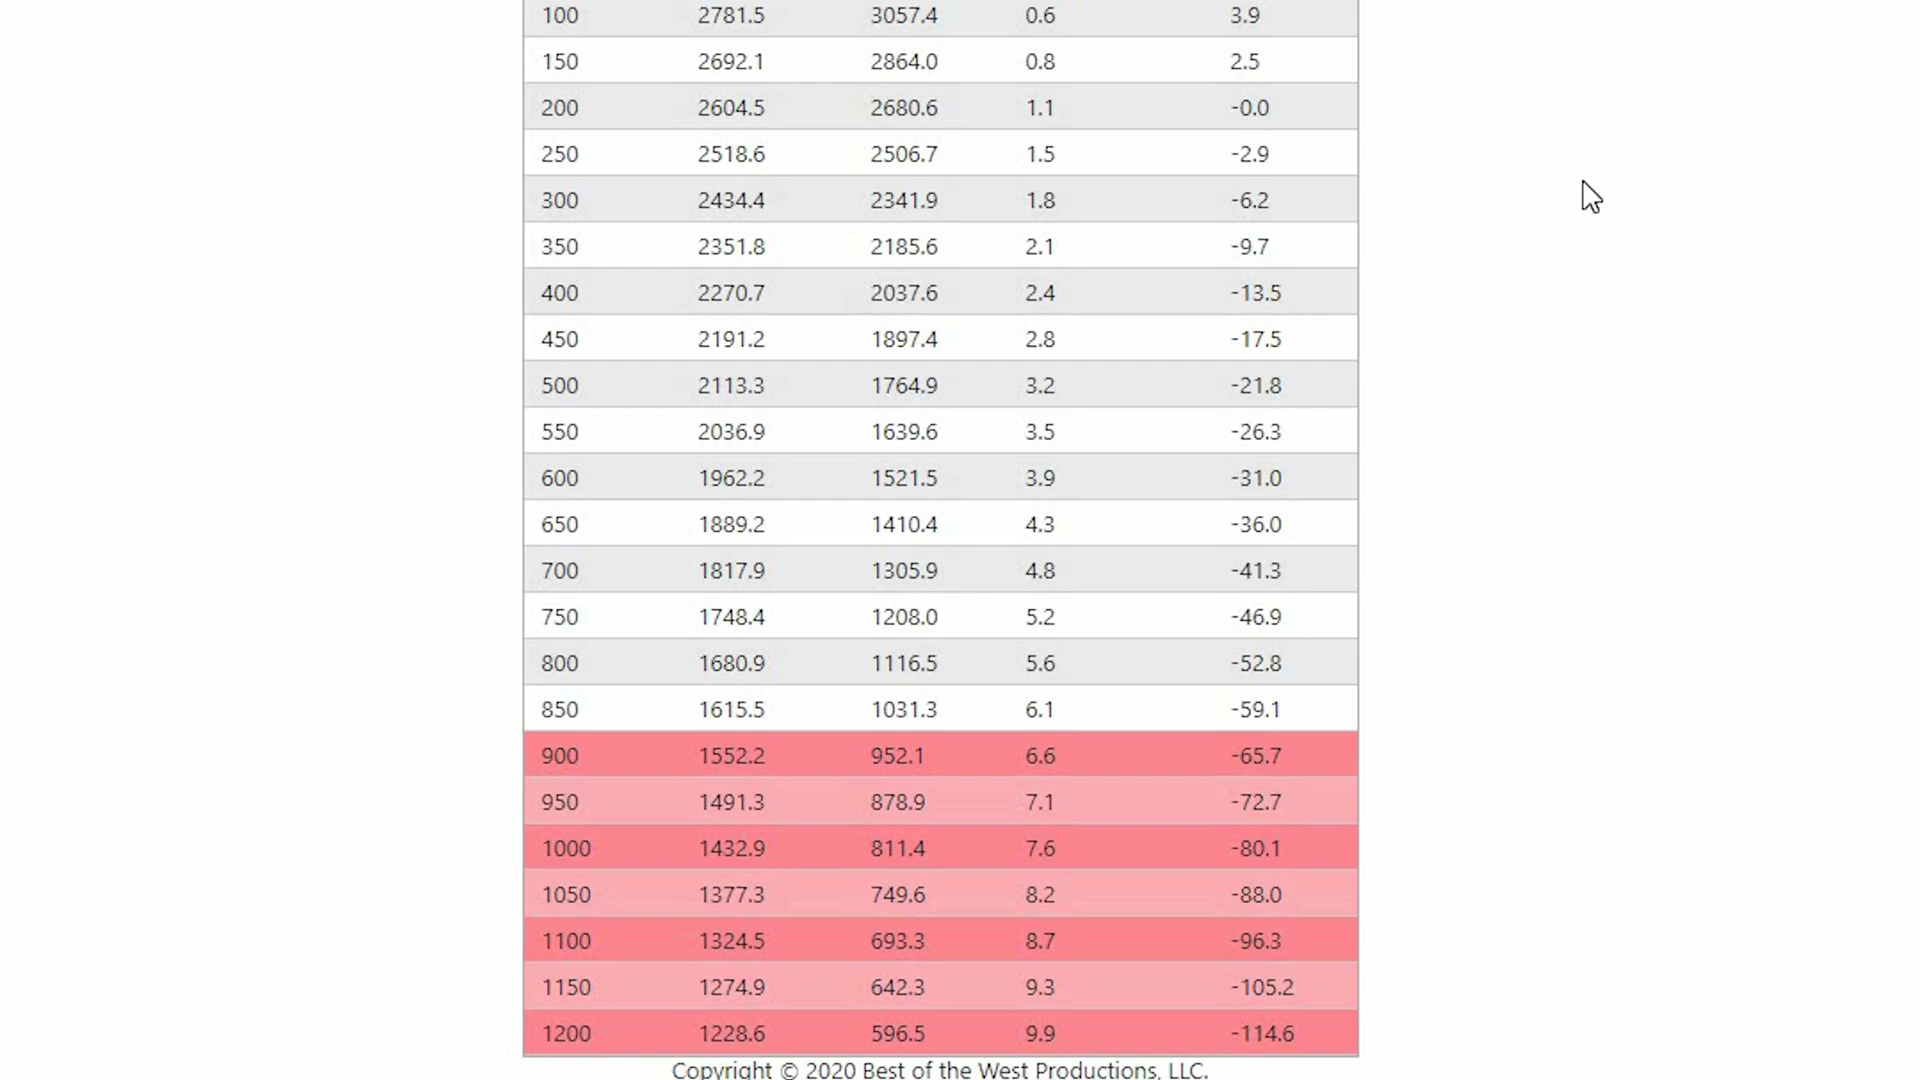 100 2781.5 3057.4 0.6 3.9
150 2692.1 2864.0 0.8 2.5
200 2604.5 2680.6 1.1 -0.0
250 2518.6 2506.7 1.5 -2.9
300 2434.4 2341.9 1.8 -6.2
350 2351.8 2185.6 2.1 -9.7
400 2270.7 2037.6 2.4 -13.5
450 2191.2 1897.4 2.8 -17.5
500 2113.3 1764.9 3.2 -21.8
550 2036.9 1639.6 3.5 -26.3
600 1962.2 1521.5 3.9 -31.0
650 1889.2 1410.4 4.3 -36.0
700 1817.9 1305.9 4.8 -41.3
750 1748.4 1208.0 5.2 -46.9
800 1680.9 1116.5 5.6 -52.8
850 1615.5 1031.3 6.1 -59.1
900 1552.2 952.1 6.6 -65.7
950 1491.3 878.9 7.1 -72.7
1000 1432.9 811.4 7.6 -80.1
1050 1377.3 749.6 8.2 -88.0
1100 1324.5 693.3 8.7 -96.3
1150 1274.9 642.3 9.3 -105.2
1200 1228.6 596.5 9.9 -114.6
Copyright © 2020 Best of the West Productions, LLC.